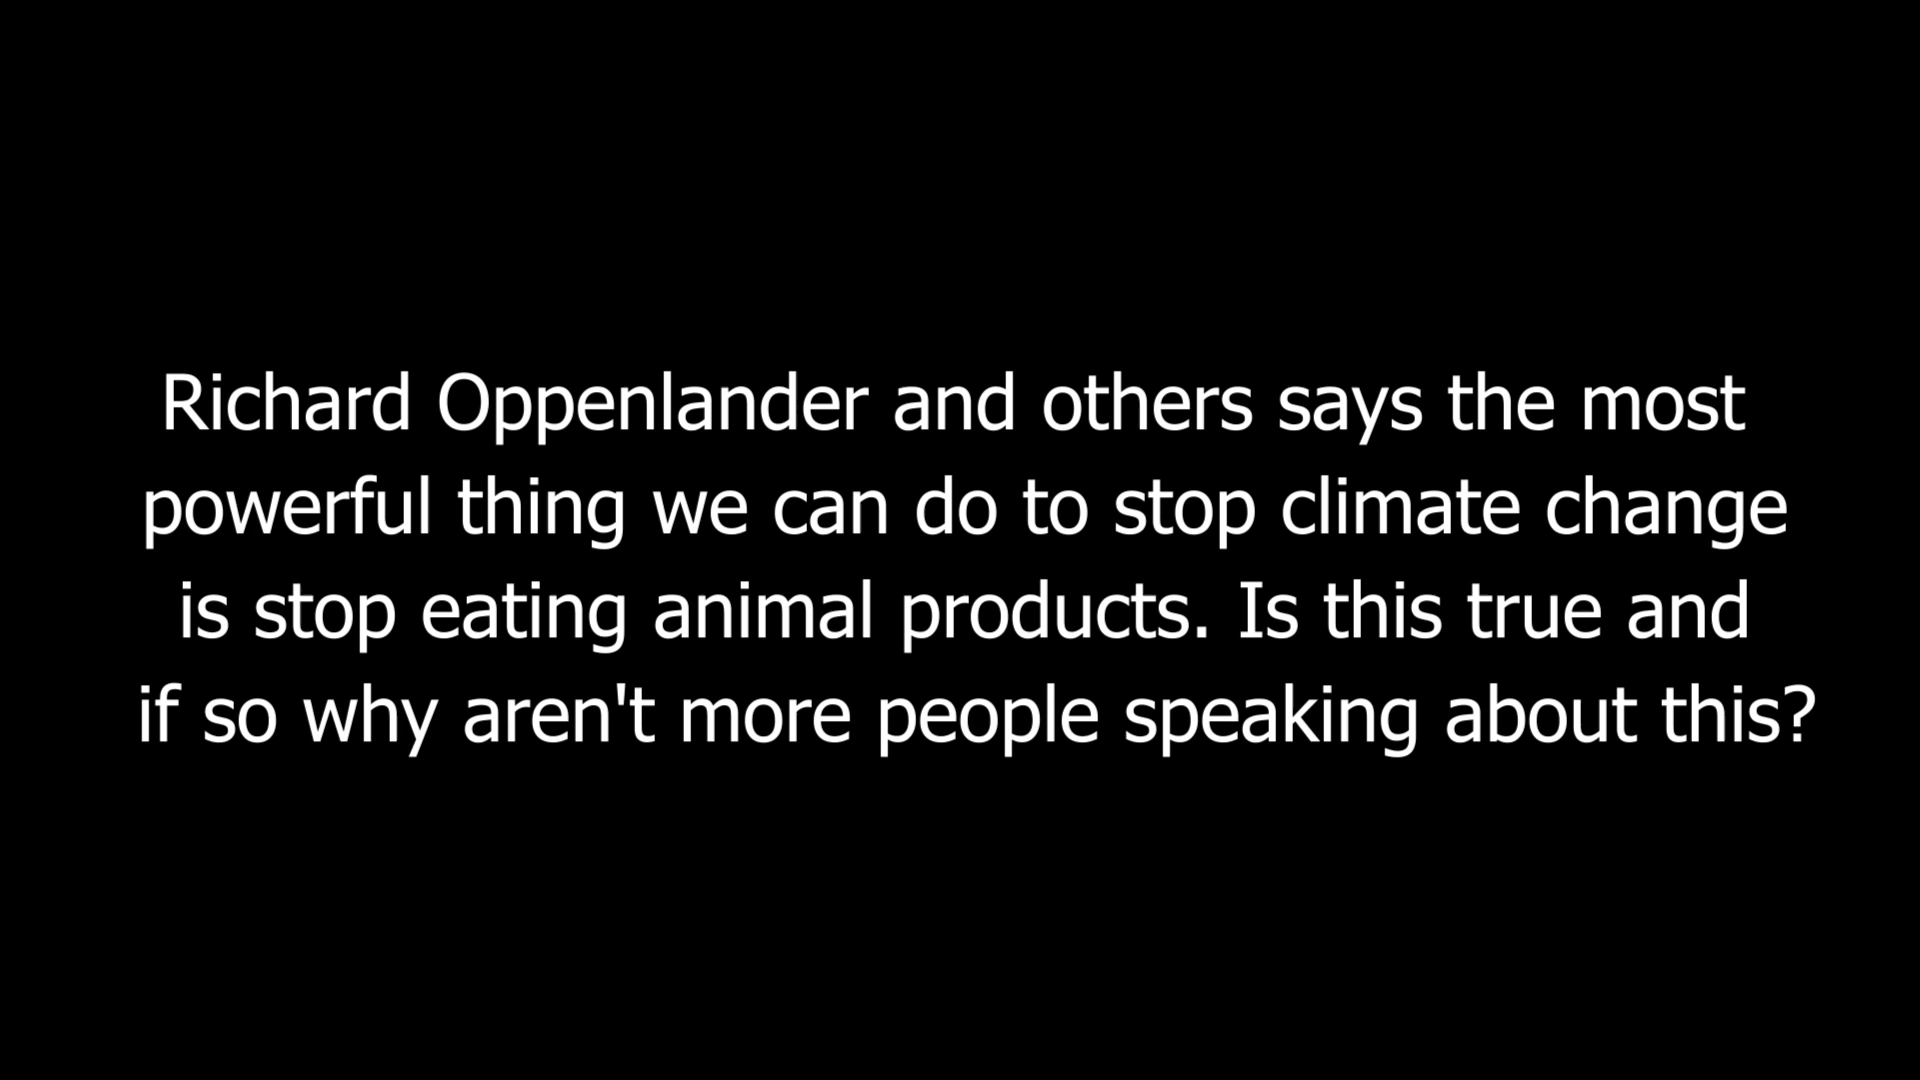 Richard Oppenlander and others says the most
powerful thing we can do to stop climate change
is stop eating animal products. Is this true and
if so why aren't more people speaking about this?